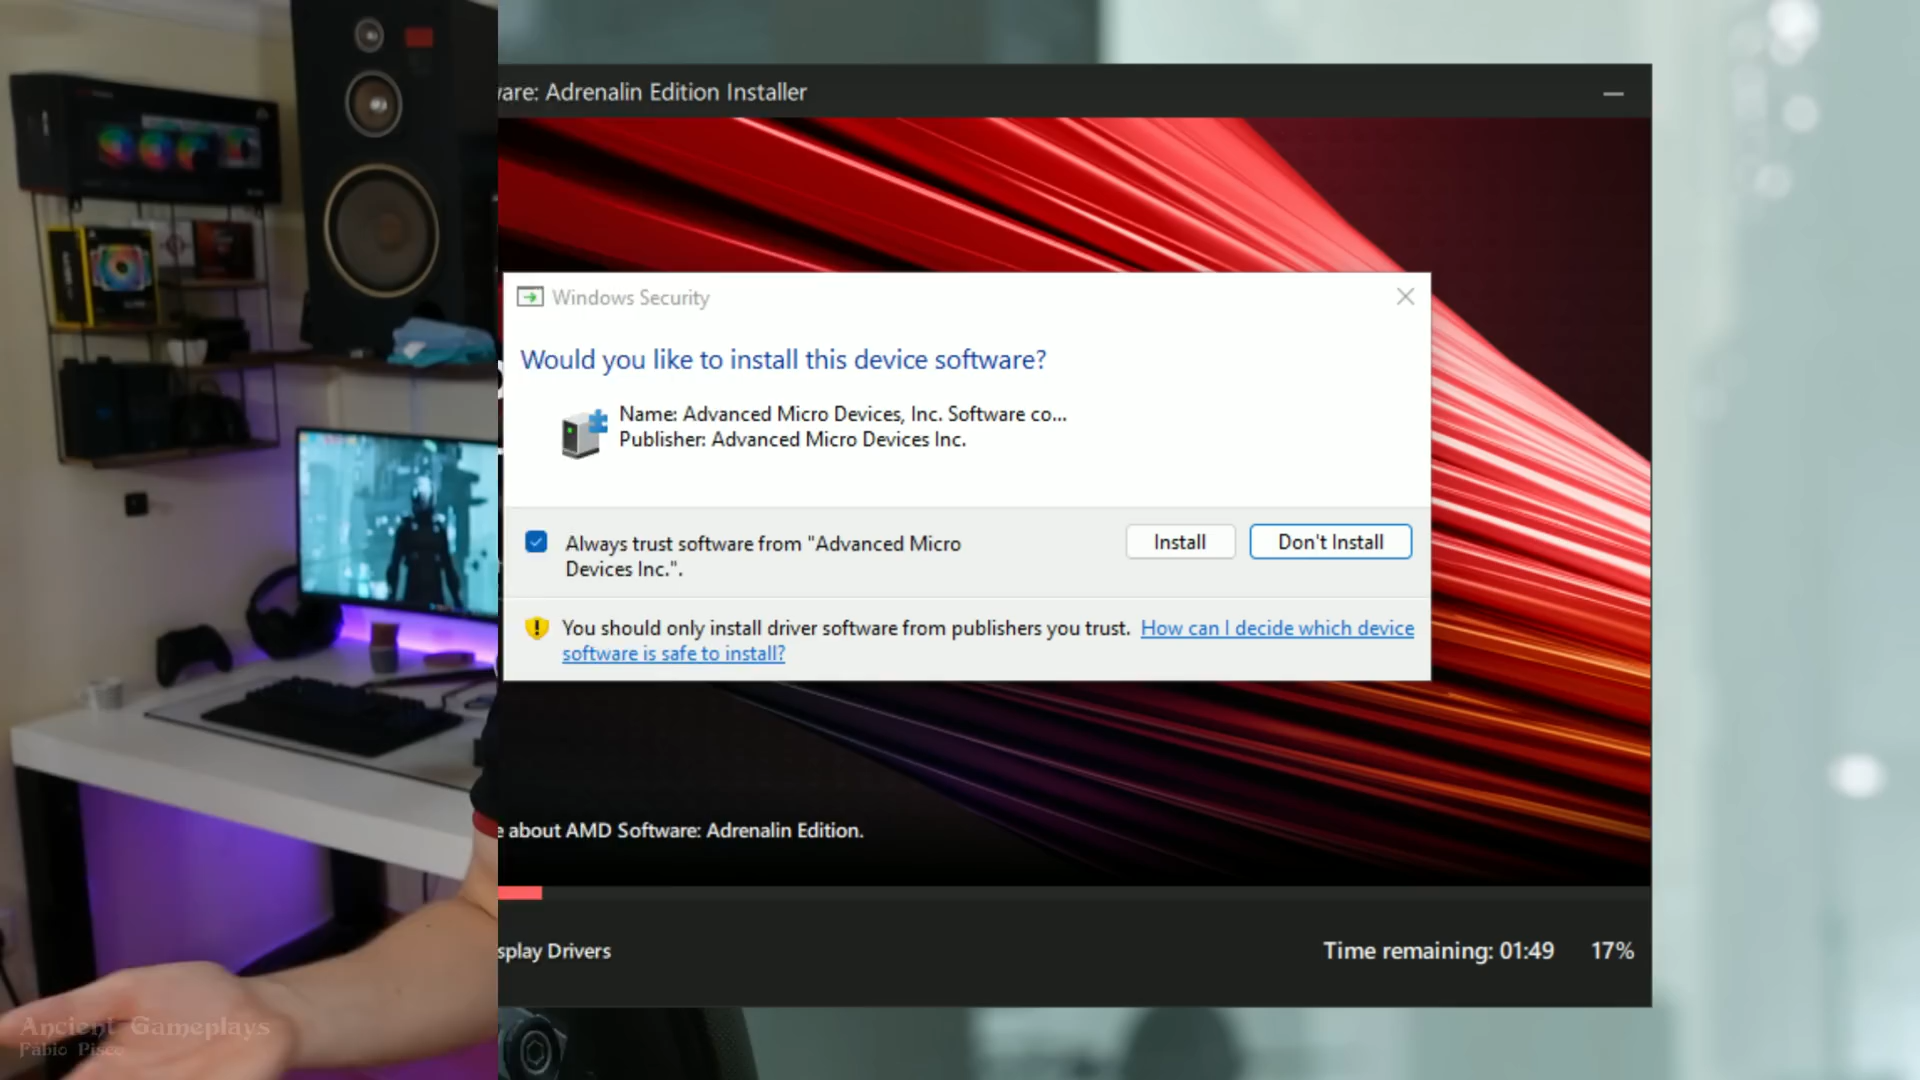 are: Adrenalin Edition Installer
Windows Security
Would you like to install this device software?
Name: Advanced Micro Devices, Inc. Software co...
Publisher: Advanced Micro Devices Inc.
Always trust software from "Advanced Micro
Devices Inc.".
Install
Don't Install
You should only install driver software from publishers you trust. How can I decide which device
software is safe to install?
e about AMD Software: Adrenalin Edition.
splay Drivers
Time remaining: 01:49
17%
Ancient Gameplays
Fabio Pisco